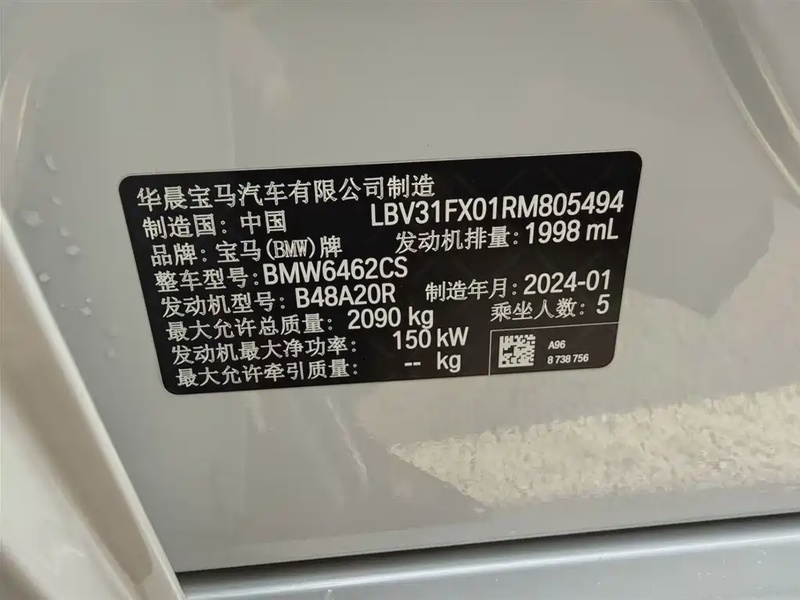 华晨宝马汽车有限公司制造
制造国：中国 LBV31FX01RM805494
品牌：宝马(BMW)牌 发动机排量：1998 mL
整车型号：BMW6462CS
发动机型号：B48A20R 制造年月：2024-01
最大允许总质量：2090 kg 乘坐人数：5
发动机最大净功率：150 kW
最大允许牵引质量：-- kg
A96
8 738 756